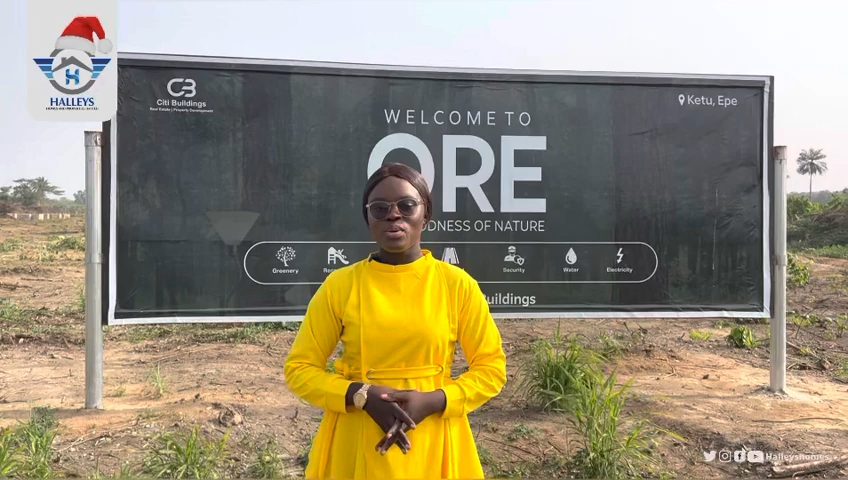 HALLEYS
CB
Citi Buildings
Real Estate | Property Development
Ketu, Epe
WELCOME TO
ORE
DNESS OF NATURE
Greenery
Security
Water
Electricity
Buildings
Halleyshomes